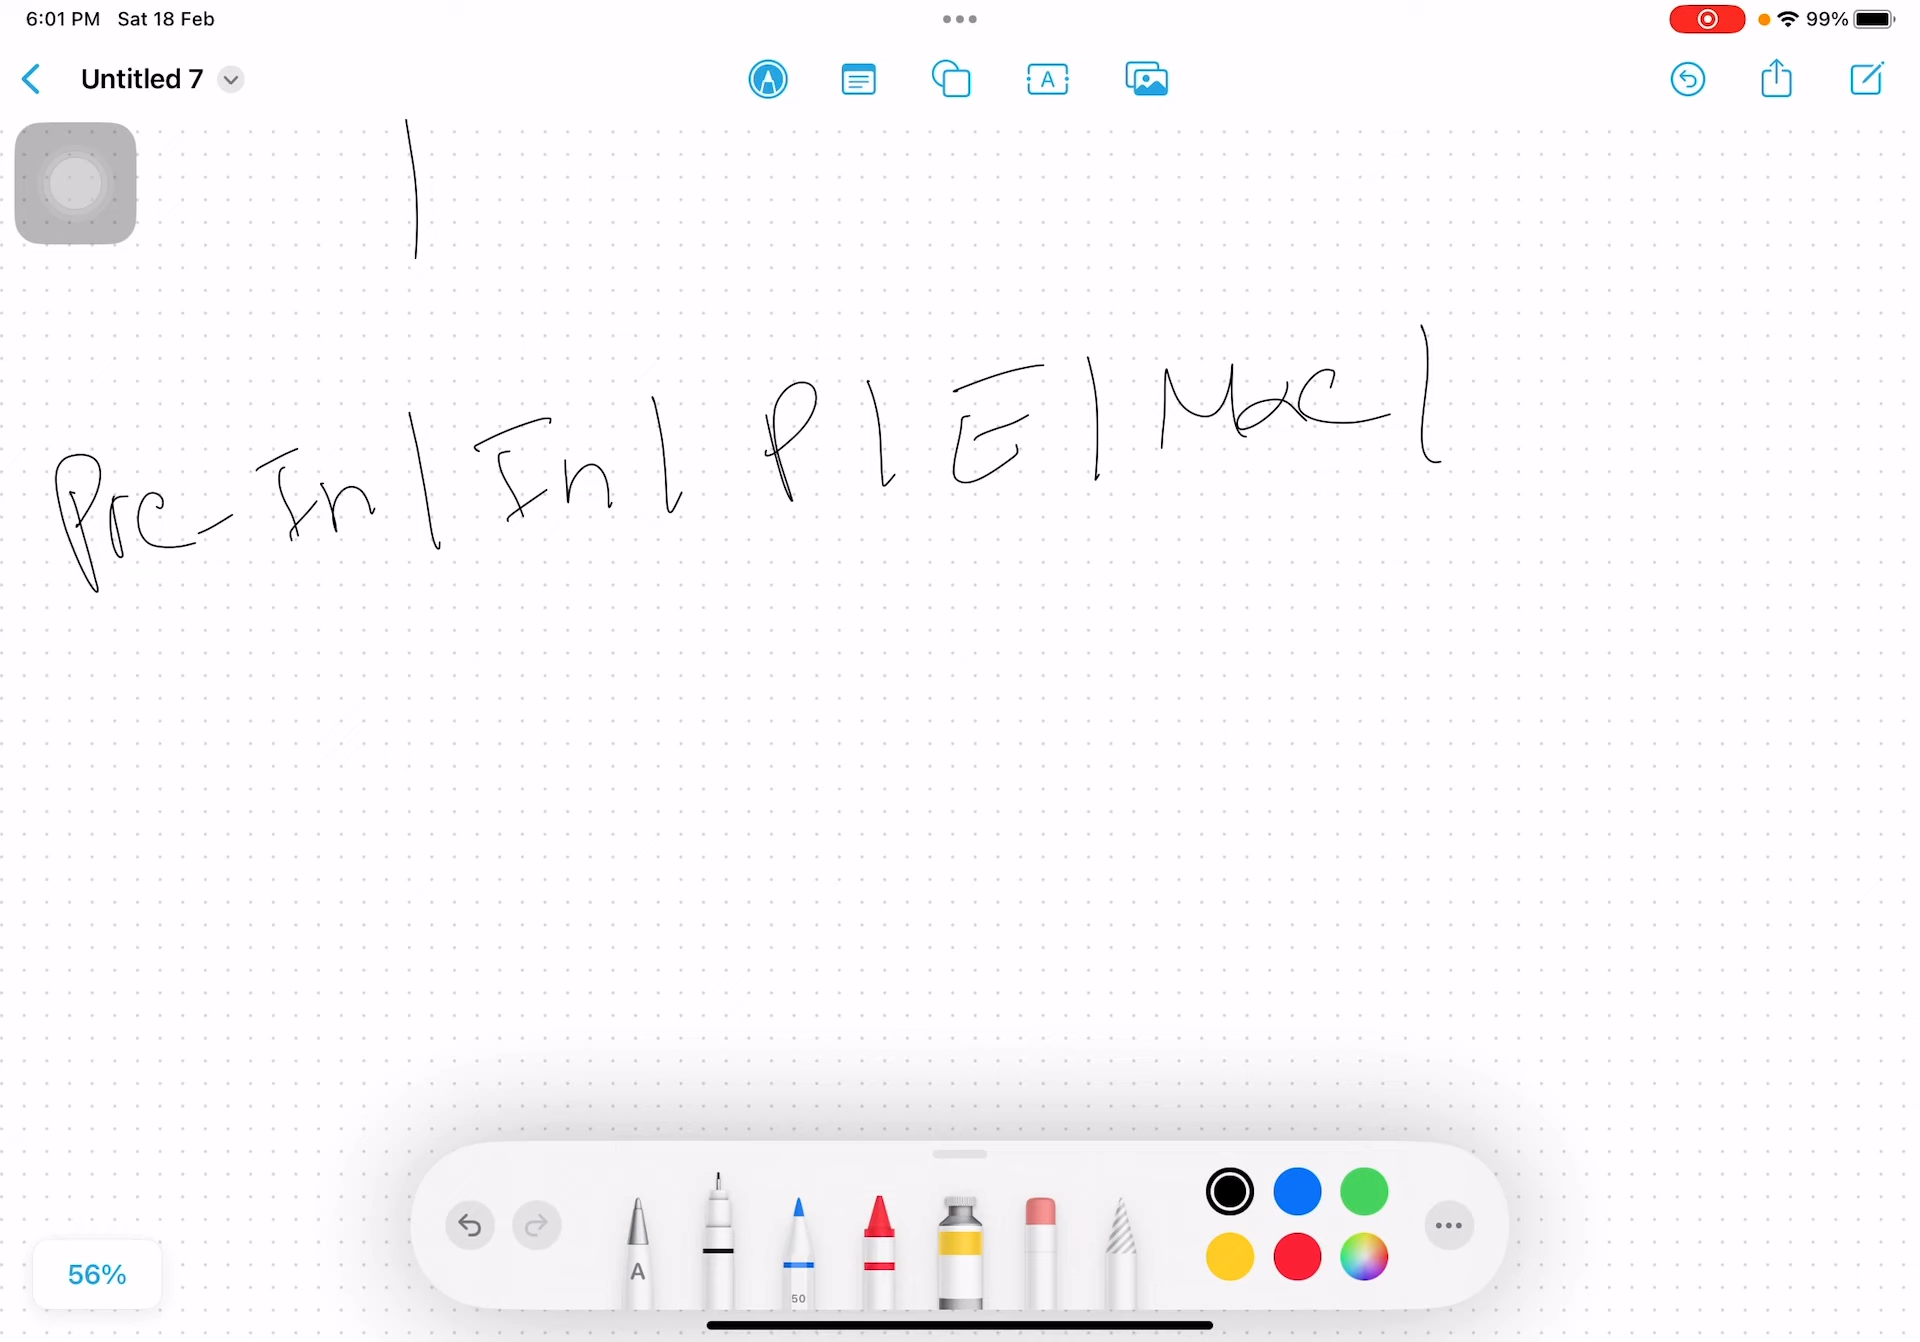 6:01 PM Sat 18 Feb
99%
Untitled 7
A
|
Pre-In | In | P | E | Mac |
A
50
56%